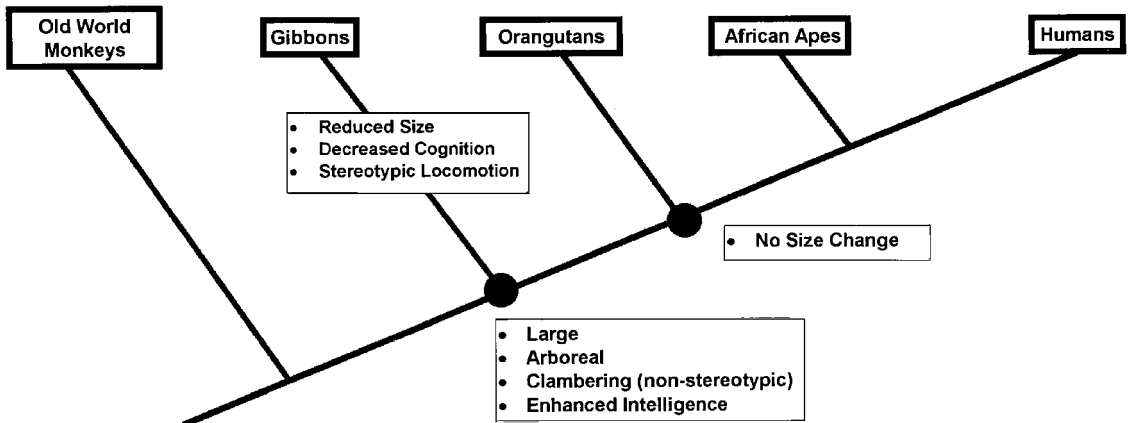 Old World
Monkeys
Gibbons
Orangutans
African Apes
Humans
• Reduced Size
• Decreased Cognition
• Stereotypic Locomotion
• No Size Change
• Large
• Arboreal
• Clambering (non-stereotypic)
• Enhanced Intelligence